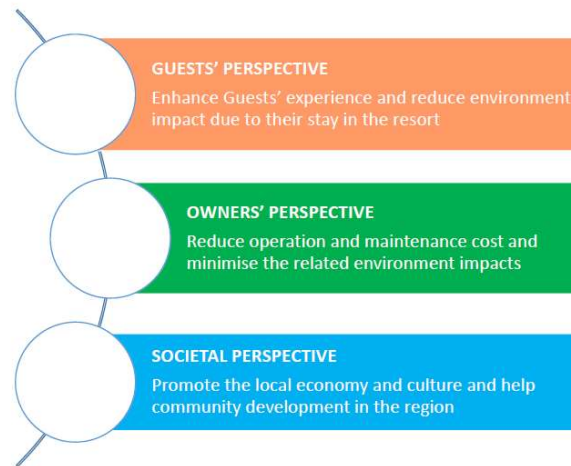 GUESTS’ PERSPECTIVE
Enhance Guests’ experience and reduce environment
impact due to their stay in the resort
OWNERS’ PERSPECTIVE
Reduce operation and maintenance cost and
minimise the related environment impacts
SOCIETAL PERSPECTIVE
Promote the local economy and culture and help
community development in the region